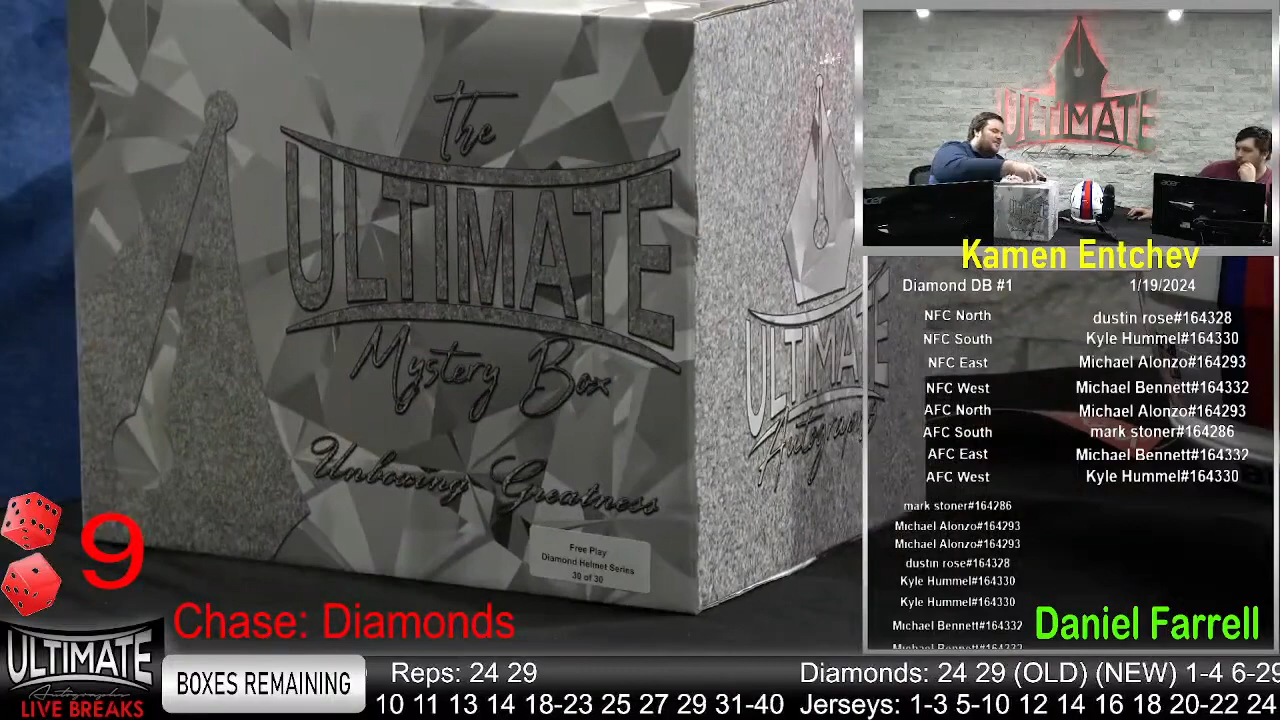 The
ULTIMATE
Mystery Box
Unboxing Greatness
Free Play
Diamond Helmet Series
30 of 30
ULTIMATE
ULTIMATE
acer
Kamen Entchev
Diamond DB #1 1/19/2024
NFC North dustin rose#164328
NFC South Kyle Hummel#164330
NFC East Michael Alonzo#164293
NFC West Michael Bennett#164332
AFC North Michael Alonzo#164293
AFC South mark stoner#164286
AFC East Michael Bennett#164332
AFC West Kyle Hummel#164330
mark stoner#164286
Michael Alonzo#164293
Michael Alonzo#164293
dustin rose#164328
Kyle Hummel#164330
Kyle Hummel#164330
Michael Bennett#164332
Michael Bennett#164332
Daniel Farrell
9
Chase: Diamonds
ULTIMATE
Autographs
LIVE BREAKS
BOXES REMAINING
Reps: 24 29 Diamonds: 24 29 (OLD) (NEW) 1-4 6-29
10 11 13 14 18-23 25 27 29 31-40 Jerseys: 1-3 5-10 12 14 16 18 20-22 24